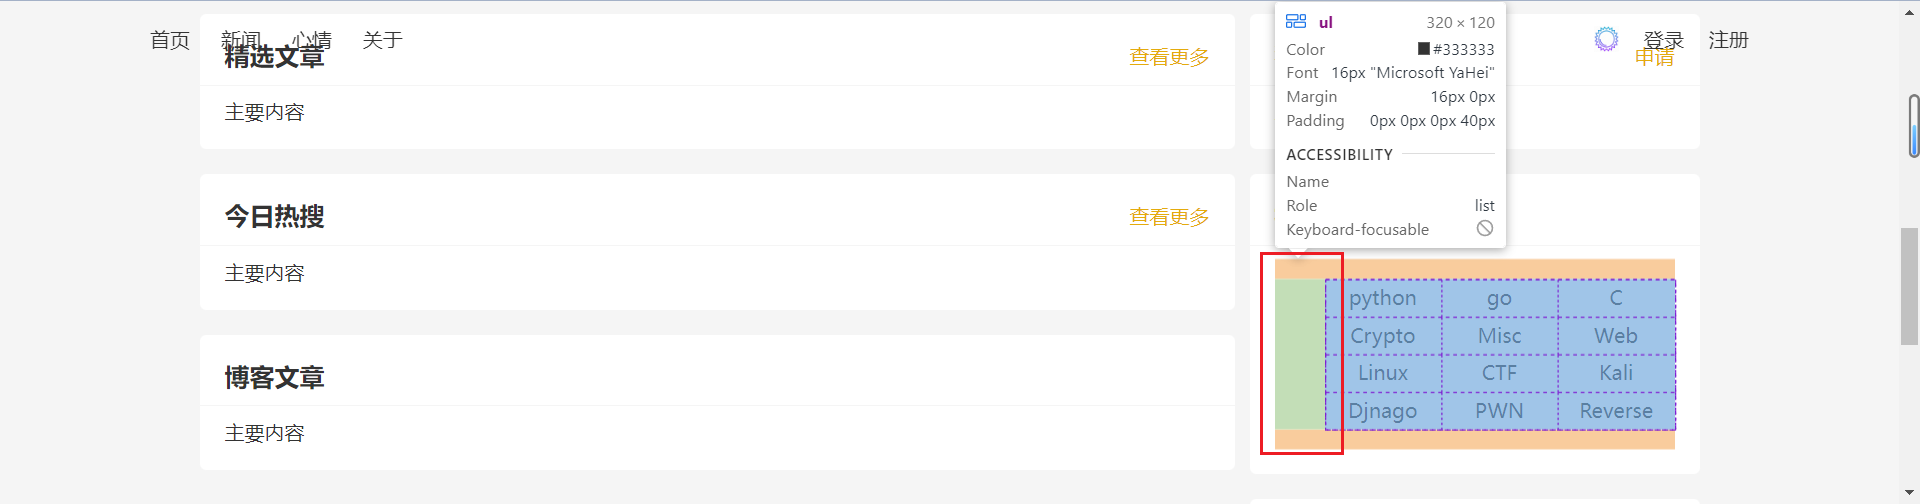 首页 新闻 心情 关于
登录 注册
精选文章 查看更多
申请
主要内容
今日热搜 查看更多
主要内容
博客文章
主要内容
ul 320 × 120
Color #333333
Font 16px "Microsoft YaHei"
Margin 16px 0px
Padding 0px 0px 0px 40px
ACCESSIBILITY
Name
Role list
Keyboard-focusable
python go C
Crypto Misc Web
Linux CTF Kali
Djnago PWN Reverse